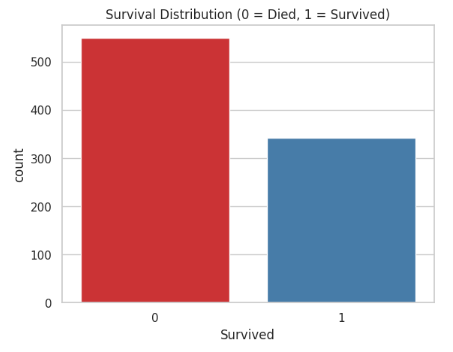 Survival Distribution (0 = Died, 1 = Survived)
500
400
300
200
100
0
count
0 1
Survived